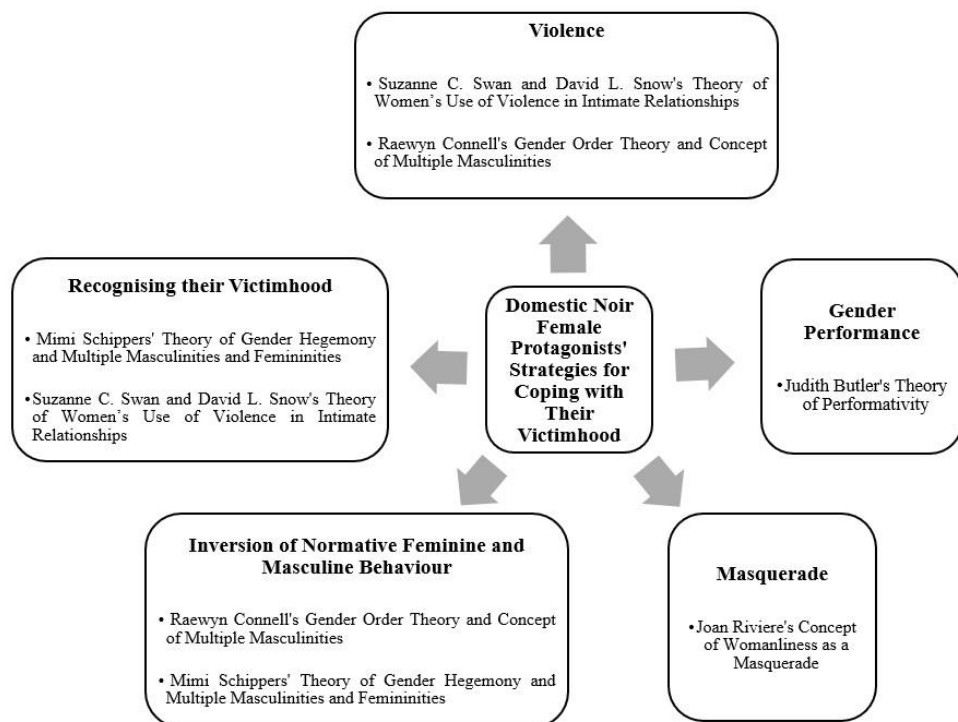 Violence
• Suzanne C. Swan and David L. Snow's Theory of
Women’s Use of Violence in Intimate Relationships
• Raewyn Connell's Gender Order Theory and Concept
of Multiple Masculinities
Recognising their Victimhood
• Mimi Schippers' Theory of Gender Hegemony
and Multiple Masculinities and Femininities
• Suzanne C. Swan and David L. Snow's Theory
of Women’s Use of Violence in Intimate
Relationships
Domestic Noir
Female
Protagonists'
Strategies for
Coping with
Their
Victimhood
Gender
Performance
•Judith Butler's Theory
of Performativity
Inversion of Normative Feminine and
Masculine Behaviour
• Raewyn Connell's Gender Order Theory and Concept
of Multiple Masculinities
• Mimi Schippers' Theory of Gender Hegemony and
Multiple Masculinities and Femininities
Masquerade
•Joan Riviere's Concept
of Womanliness as a
Masquerade